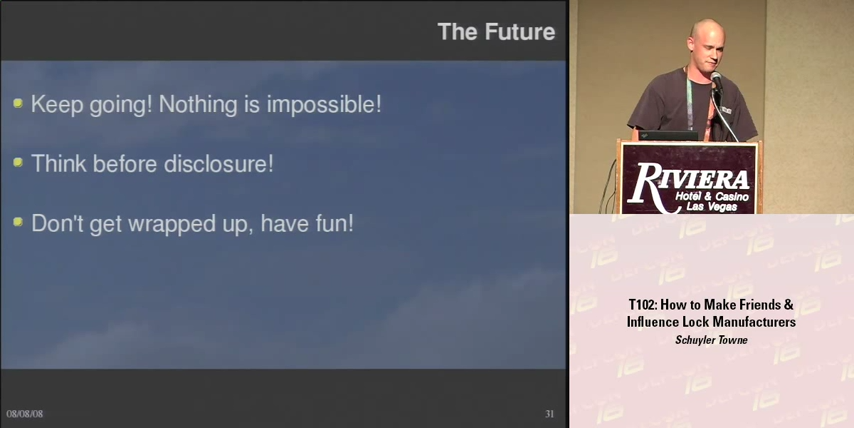 The Future
Keep going! Nothing is impossible!
Think before disclosure!
Don't get wrapped up, have fun!
08/08/08
31
RIVIERA
Hotel & Casino
Las Vegas
T102: How to Make Friends &
Influence Lock Manufacturers
Schuyler Towne